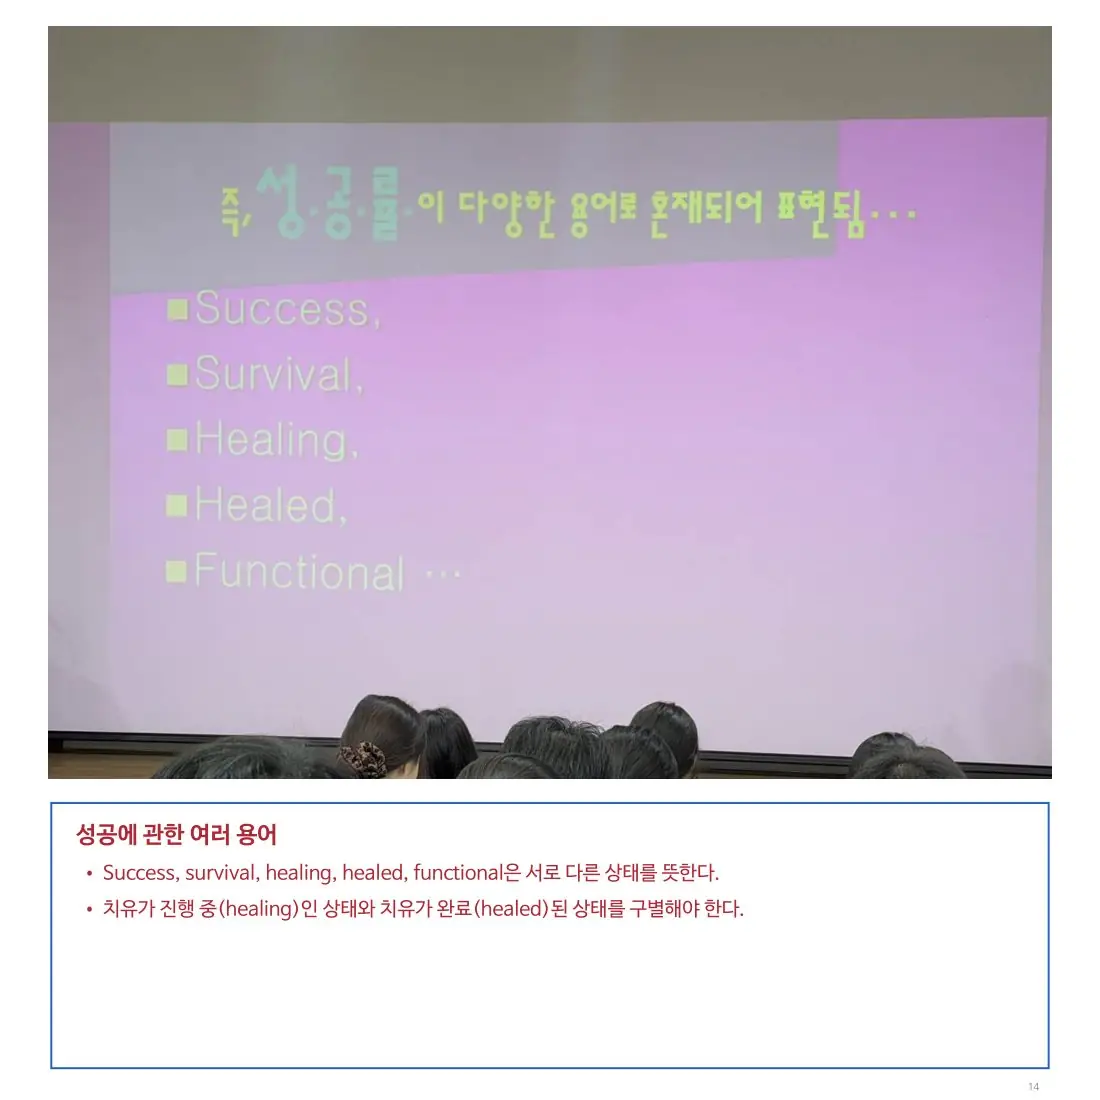 즉, 성·공·률·이 다양한 용어로 혼재되어 표현됨...
■Success,
■Survival,
■Healing,
■Healed,
■Functional ...
성공에 관한 여러 용어
• Success, survival, healing, healed, functional은 서로 다른 상태를 뜻한다.
• 치유가 진행 중(healing)인 상태와 치유가 완료(healed)된 상태를 구별해야 한다.
14